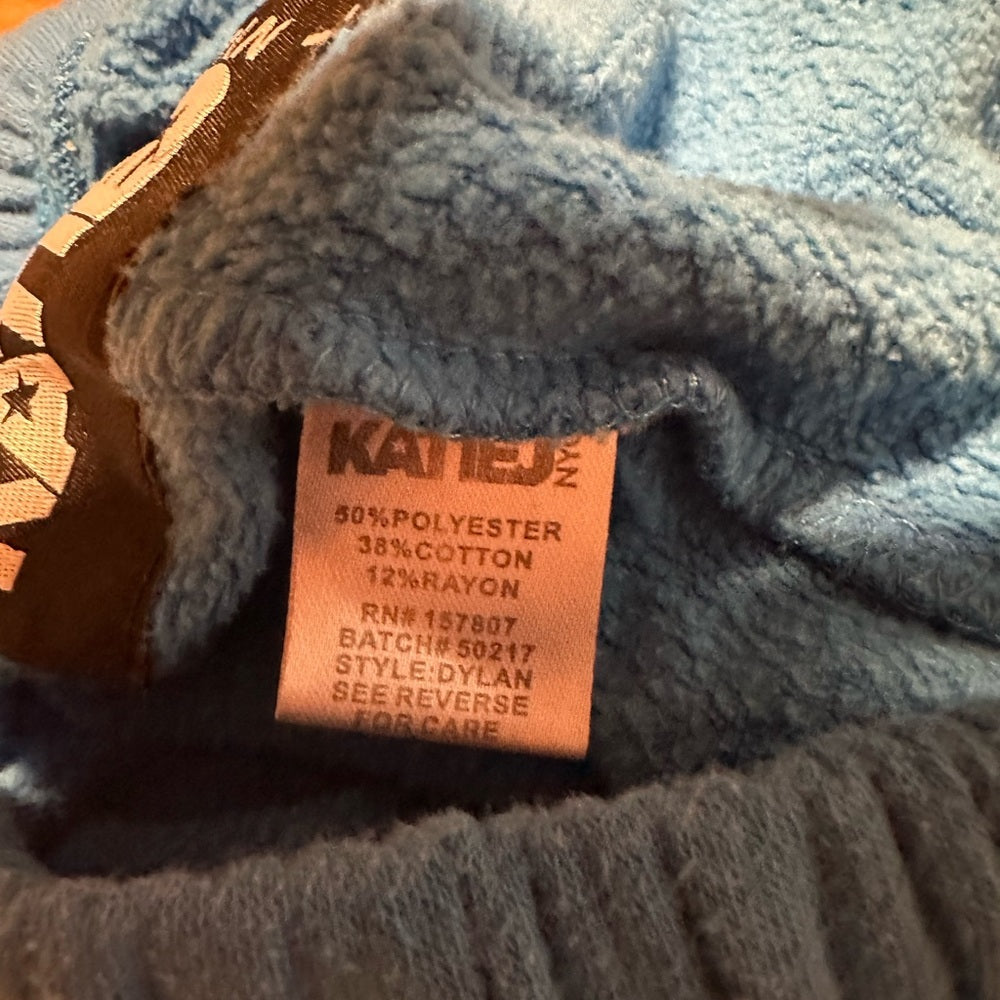 KATIEJ NYC
50%POLYESTER
38%COTTON
12%RAYON
RN# 157807
BATCH# 50217
STYLE:DYLAN
SEE REVERSE
FOR CARE